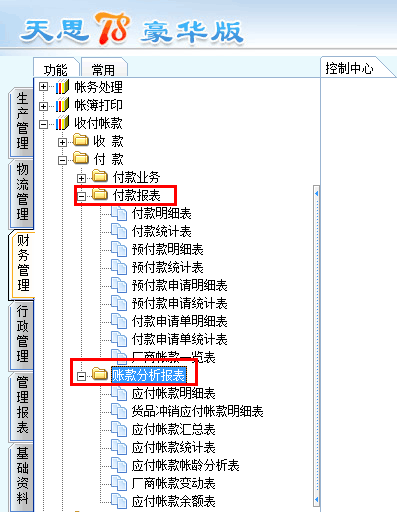 天思T8豪华版
功能 常用 控制中心
生产管理
物流管理
财务管理
行政管理
管理报表
基础资料
帐务处理
帐簿打印
收付帐款
收 款
付 款
付款业务
付款报表
付款明细表
付款统计表
预付款明细表
预付款统计表
预付款申请明细表
预付款申请统计表
付款申请单明细表
付款申请单统计表
厂商帐款一览表
账款分析报表
应付帐款明细表
货品冲销应付帐款明细表
应付帐款汇总表
应付帐款统计表
应付帐款帐龄分析表
厂商帐款变动表
应付帐款余额表